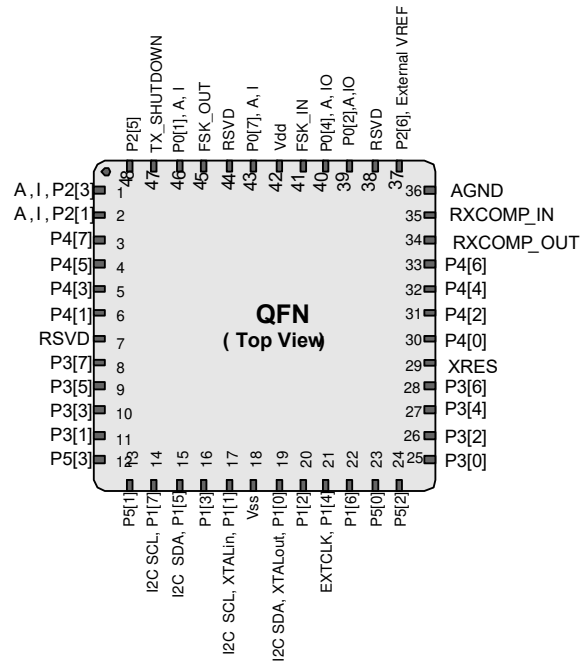 P2[5]
TX_SHUTDOWN
P0[1], A, I
FSK_OUT
RSVD
P0[7], A, I
Vdd
FSK_IN
P0[4], A, IO
P0[2],A,IO
RSVD
P2[6], External VREF
48
47
46
45
44
43
42
41
40
39
38
37
A, I, P2[3] 1
A, I, P2[1] 2
P4[7] 3
P4[5] 4
P4[3] 5
P4[1] 6
RSVD 7
P3[7] 8
P3[5] 9
P3[3] 10
P3[1] 11
P5[3] 12
QFN
( Top View)
36 AGND
35 RXCOMP_IN
34 RXCOMP_OUT
33 P4[6]
32 P4[4]
31 P4[2]
30 P4[0]
29 XRES
28 P3[6]
27 P3[4]
26 P3[2]
25 P3[0]
13
14
15
16
17
18
19
20
21
22
23
24
P5[1]
I2C SCL, P1[7]
I2C SDA, P1[5]
P1[3]
I2C SCL, XTALin, P1[1]
Vss
I2C SDA, XTALout, P1[0]
P1[2]
EXTCLK, P1[4]
P1[6]
P5[0]
P5[2]